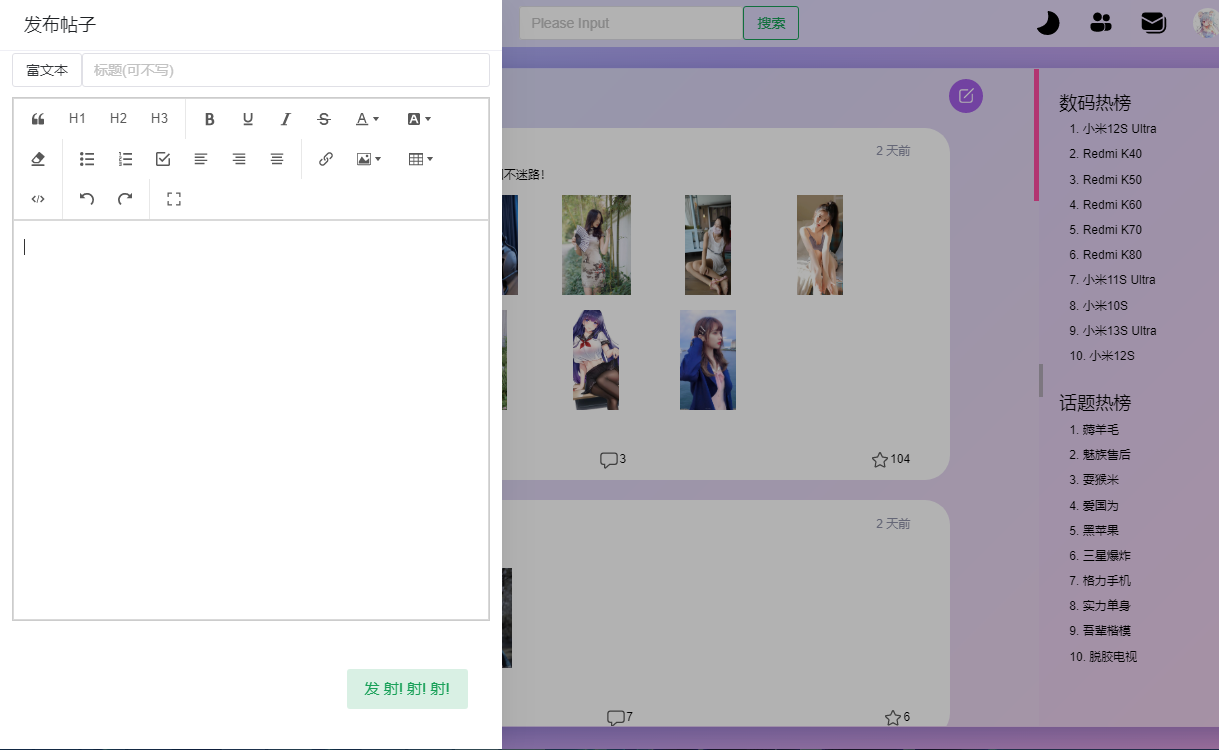 发布帖子
富文本 标题(可不写)
H1 H2 H3 B U I S A A
发 射! 射! 射!
Please Input 搜索
2 天前
不迷路!
3 104
2 天前
7 6
数码热榜
1. 小米12S Ultra
2. Redmi K40
3. Redmi K50
4. Redmi K60
5. Redmi K70
6. Redmi K80
7. 小米11S Ultra
8. 小米10S
9. 小米13S Ultra
10. 小米12S
话题热榜
1. 薅羊毛
2. 魅族售后
3. 耍猴米
4. 爱国为
5. 黑苹果
6. 三星爆炸
7. 格力手机
8. 实力单身
9. 吾辈楷模
10. 脱胶电视